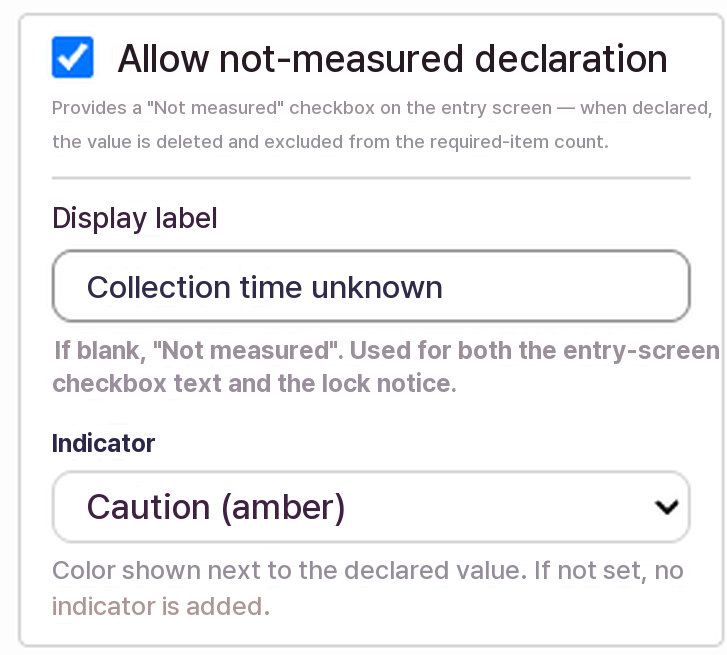 Allow not-measured declaration
Provides a "Not measured" checkbox on the entry screen — when declared,
the value is deleted and excluded from the required-item count.
Display label
Collection time unknown
If blank, "Not measured". Used for both the entry-screen
checkbox text and the lock notice.
Indicator
Caution (amber)
Color shown next to the declared value. If not set, no
indicator is added.